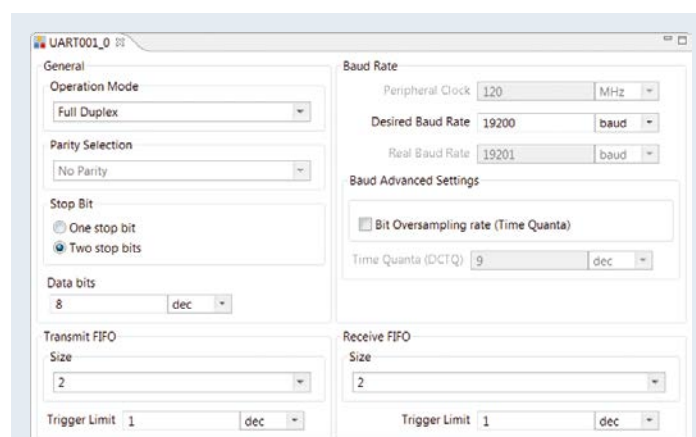 UART001_0
General
Operation Mode
Full Duplex
Parity Selection
No Parity
Stop Bit
One stop bit
Two stop bits
Data bits
8 dec
Baud Rate
Peripheral Clock 120 MHz
Desired Baud Rate 19200 baud
Real Baud Rate 19201 baud
Baud Advanced Settings
Bit Oversampling rate (Time Quanta)
Time Quanta (DCTQ) 9 dec
Transmit FIFO
Size
2
Trigger Limit 1 dec
Receive FIFO
Size
2
Trigger Limit 1 dec